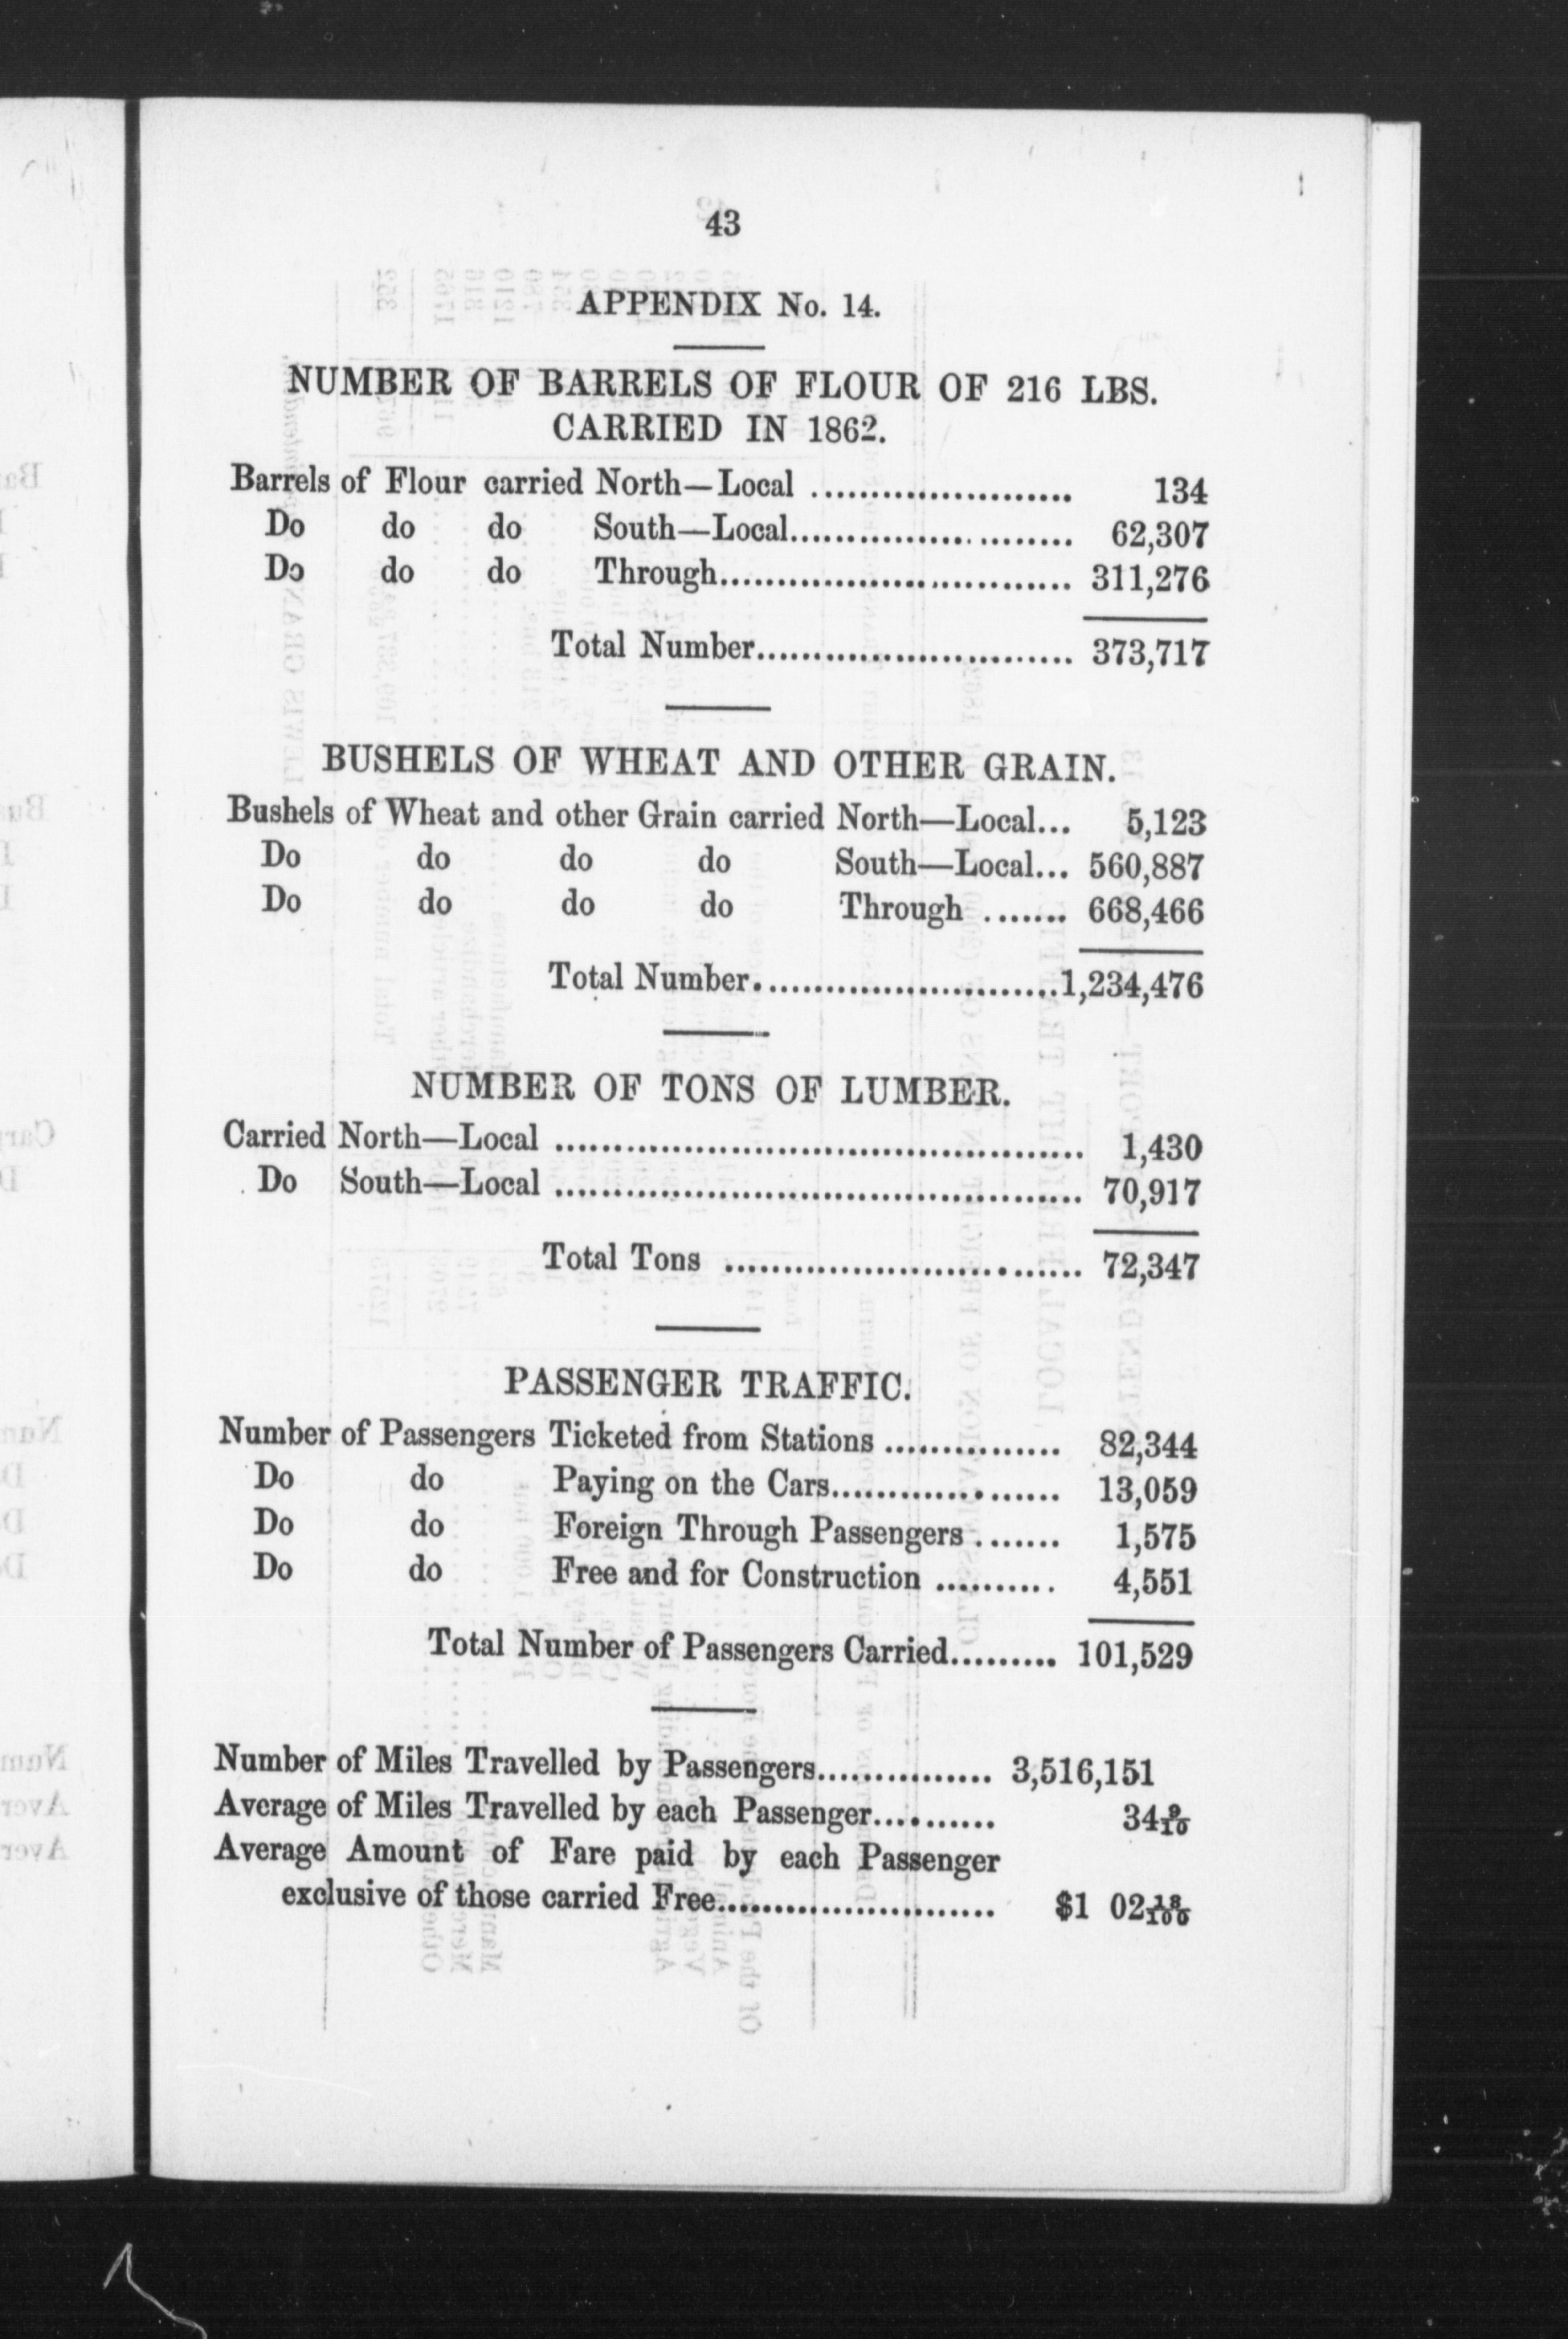 43
APPENDIX No. 14.
NUMBER OF BARRELS OF FLOUR OF 216 LBS.
CARRIED IN 1862.
Barrels of Flour carried North—Local ...................... 134
Do do do South—Local........................ 62,307
Do do do Through.............................. 311,276
Total Number........................... 373,717
BUSHELS OF WHEAT AND OTHER GRAIN.
Bushels of Wheat and other Grain carried North—Local... 5,123
Do do do do South—Local... 560,887
Do do do do Through ....... 668,466
Total Number..........................1,234,476
NUMBER OF TONS OF LUMBER.
Carried North—Local ............................................. 1,430
Do South—Local ............................................. 70,917
Total Tons .............................. 72,347
PASSENGER TRAFFIC.
Number of Passengers Ticketed from Stations ............... 82,344
Do do Paying on the Cars................... 13,059
Do do Foreign Through Passengers ....... 1,575
Do do Free and for Construction .......... 4,551
Total Number of Passengers Carried......... 101,529
Number of Miles Travelled by Passengers............... 3,516,151
Average of Miles Travelled by each Passenger.......... 34 9/10
Average Amount of Fare paid by each Passenger
exclusive of those carried Free........................ $1 02 18/100